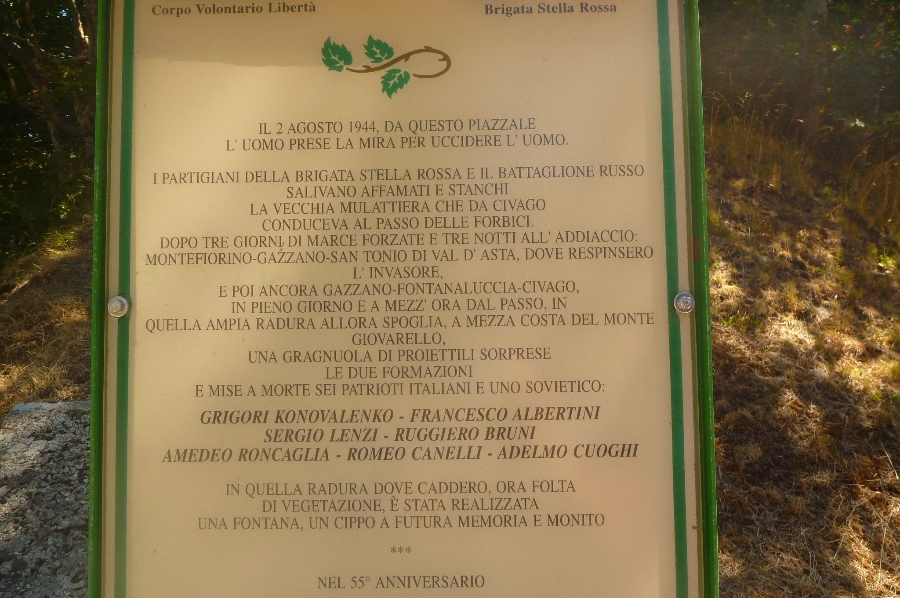 Corpo Volontario Libertà Brigata Stella Rossa
IL 2 AGOSTO 1944, DA QUESTO PIAZZALE
L' UOMO PRESE LA MIRA PER UCCIDERE L' UOMO.
I PARTIGIANI DELLA BRIGATA STELLA ROSSA E IL BATTAGLIONE RUSSO
SALIVANO AFFAMATI E STANCHI
LA VECCHIA MULATTIERA CHE DA CIVAGO
CONDUCEVA AL PASSO DELLE FORBICI.
DOPO TRE GIORNI DI MARCE FORZATE E TRE NOTTI ALL' ADDIACCIO:
MONTEFIORINO-GAZZANO-SAN TONIO DI VAL D' ASTA, DOVE RESPINSERO
L' INVASORE,
E POI ANCORA GAZZANO-FONTANALUCCIA-CIVAGO,
IN PIENO GIORNO E A MEZZ' ORA DAL PASSO, IN
QUELLA AMPIA RADURA ALLORA SPOGLIA, A MEZZA COSTA DEL MONTE
GIOVARELLO,
UNA GRAGNUOLA DI PROIETTILI SORPRESE
LE DUE FORMAZIONI
E MISE A MORTE SEI PATRIOTI ITALIANI E UNO SOVIETICO:
GRIGORI KONOVALENKO - FRANCESCO ALBERTINI
SERGIO LENZI - RUGGIERO BRUNI
AMEDEO RONCAGLIA - ROMEO CANELLI - ADELMO CUOGHI
IN QUELLA RADURA DOVE CADDERO, ORA FOLTA
DI VEGETAZIONE, È STATA REALIZZATA
UNA FONTANA, UN CIPPO A FUTURA MEMORIA E MONITO
***
NEL 55° ANNIVERSARIO